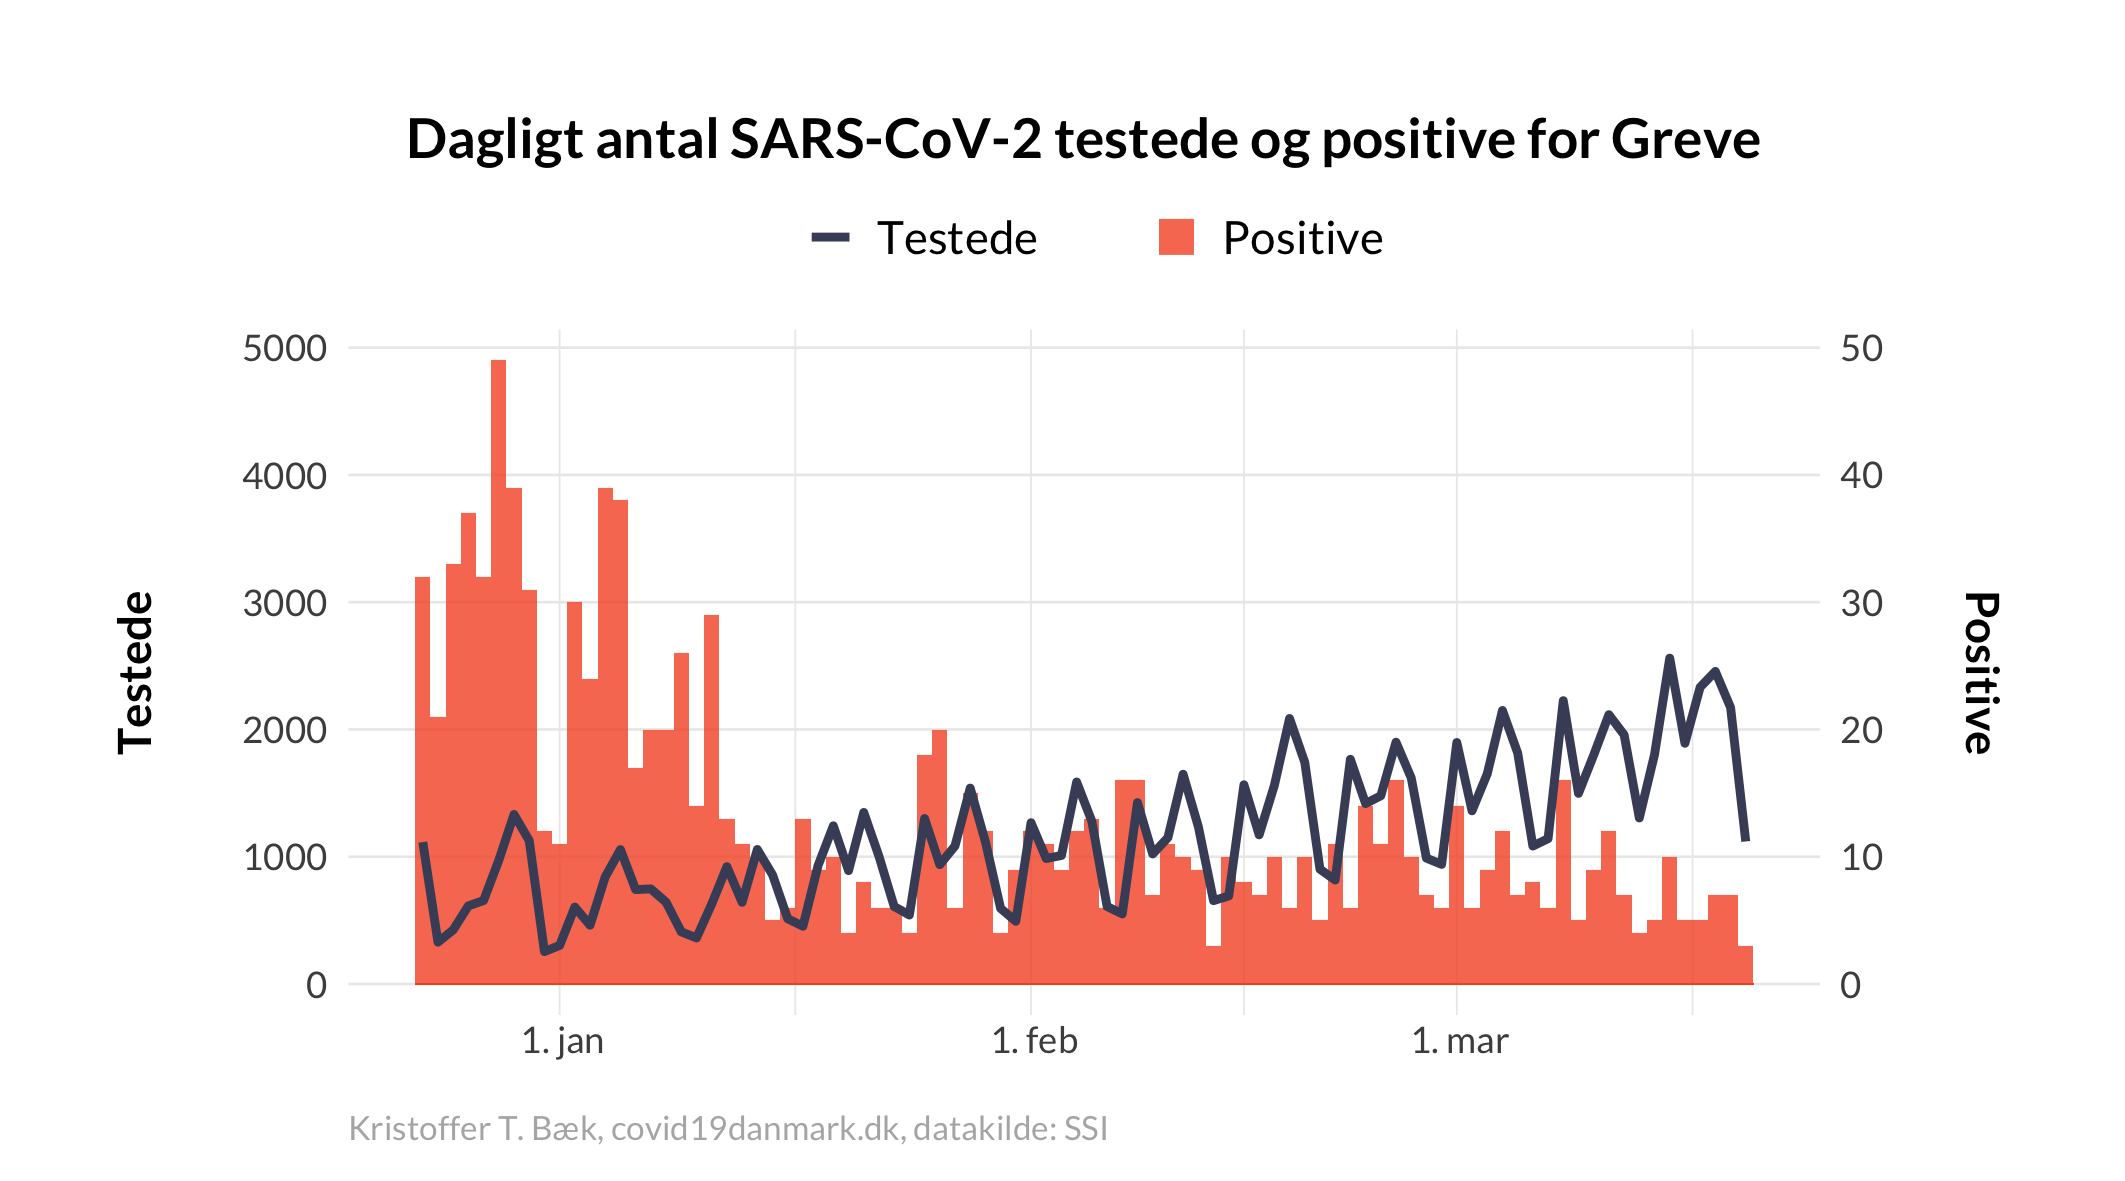 Dagligt antal SARS-CoV-2 testede og positive for Greve
Testede Positive
5000 50
4000 40
3000 30
2000 20
1000 10
0 0
Testede
Positive
1. jan 1. feb 1. mar
Kristoffer T. Bæk, covid19danmark.dk, datakilde: SSI